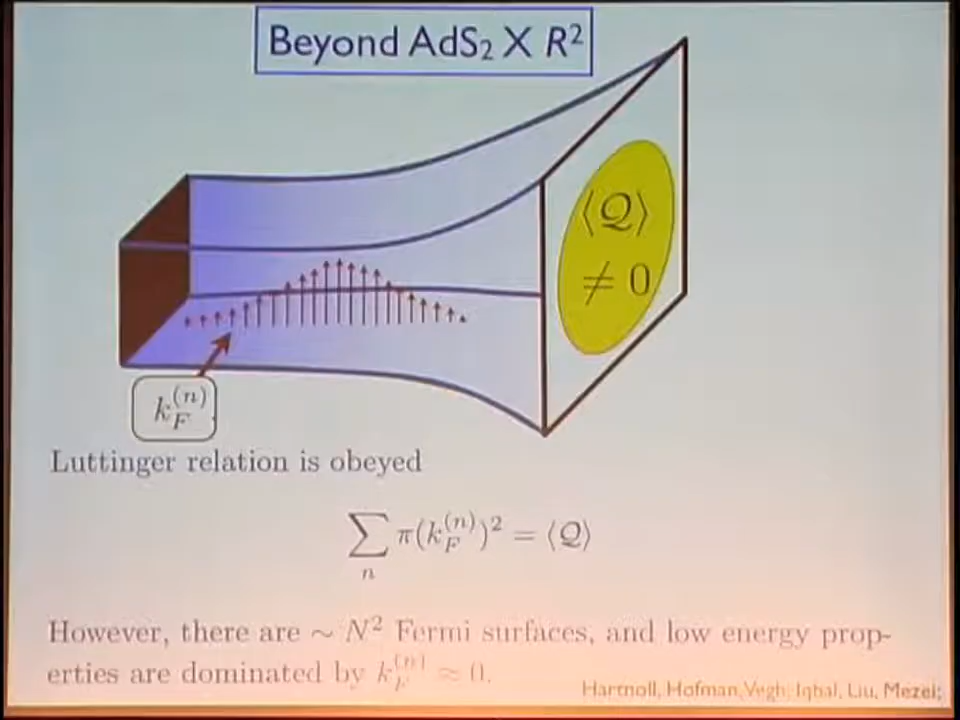 Beyond AdS₂ X R²
⟨Q⟩
≠ 0
k_F^(n)
Luttinger relation is obeyed
∑_n π(k_F^(n))² = ⟨Q⟩
However, there are ~ N² Fermi surfaces, and low energy prop-
erties are dominated by k_F^(n) ≈ 0.
Hartnoll, Hofman, Vegh; Iqbal, Liu, Mezei;